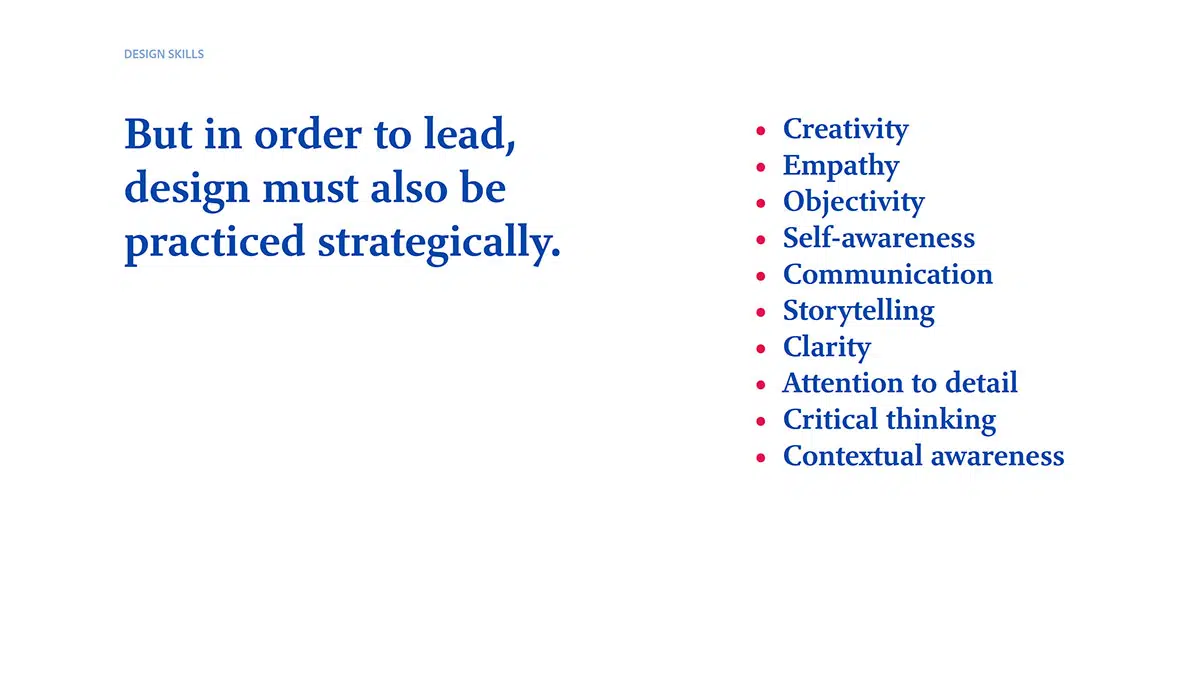 DESIGN SKILLS
But in order to lead,
design must also be
practiced strategically.
• Creativity
• Empathy
• Objectivity
• Self-awareness
• Communication
• Storytelling
• Clarity
• Attention to detail
• Critical thinking
• Contextual awareness